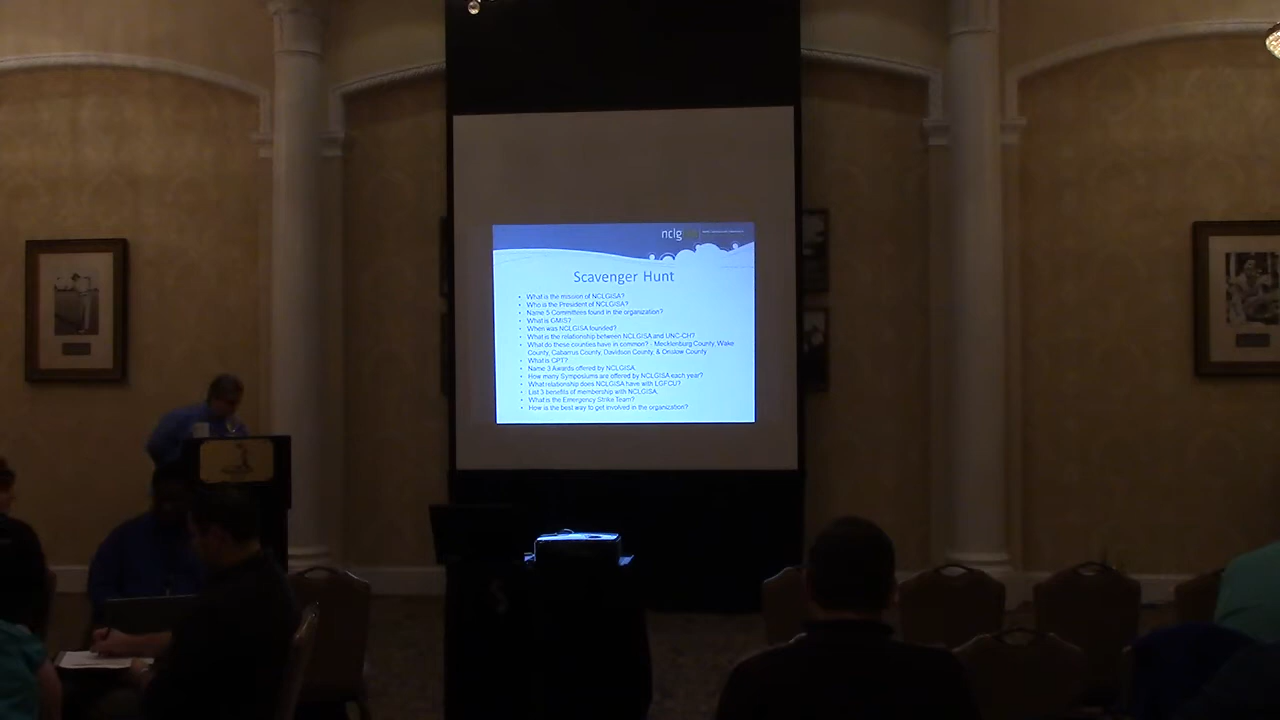 nclg
Scavenger Hunt
• What is the mission of NCLGISA?
• Who is the President of NCLGISA?
• Name 5 Committees found in the organization?
• What is GMIS?
• When was NCLGISA founded?
• What is the relationship between NCLGISA and UNC-CH?
• What do these counties have in common? - Mecklenburg County, Wake
County, Cabarrus County, Davidson County, & Onslow County
• What is CPT?
• Name 3 Awards offered by NCLGISA.
• How many Symposiums are offered by NCLGISA each year?
• What relationship does NCLGISA have with LGFCU?
• List 3 benefits of membership with NCLGISA.
• What is the Emergency Strike Team?
• How is the best way to get involved in the organization?